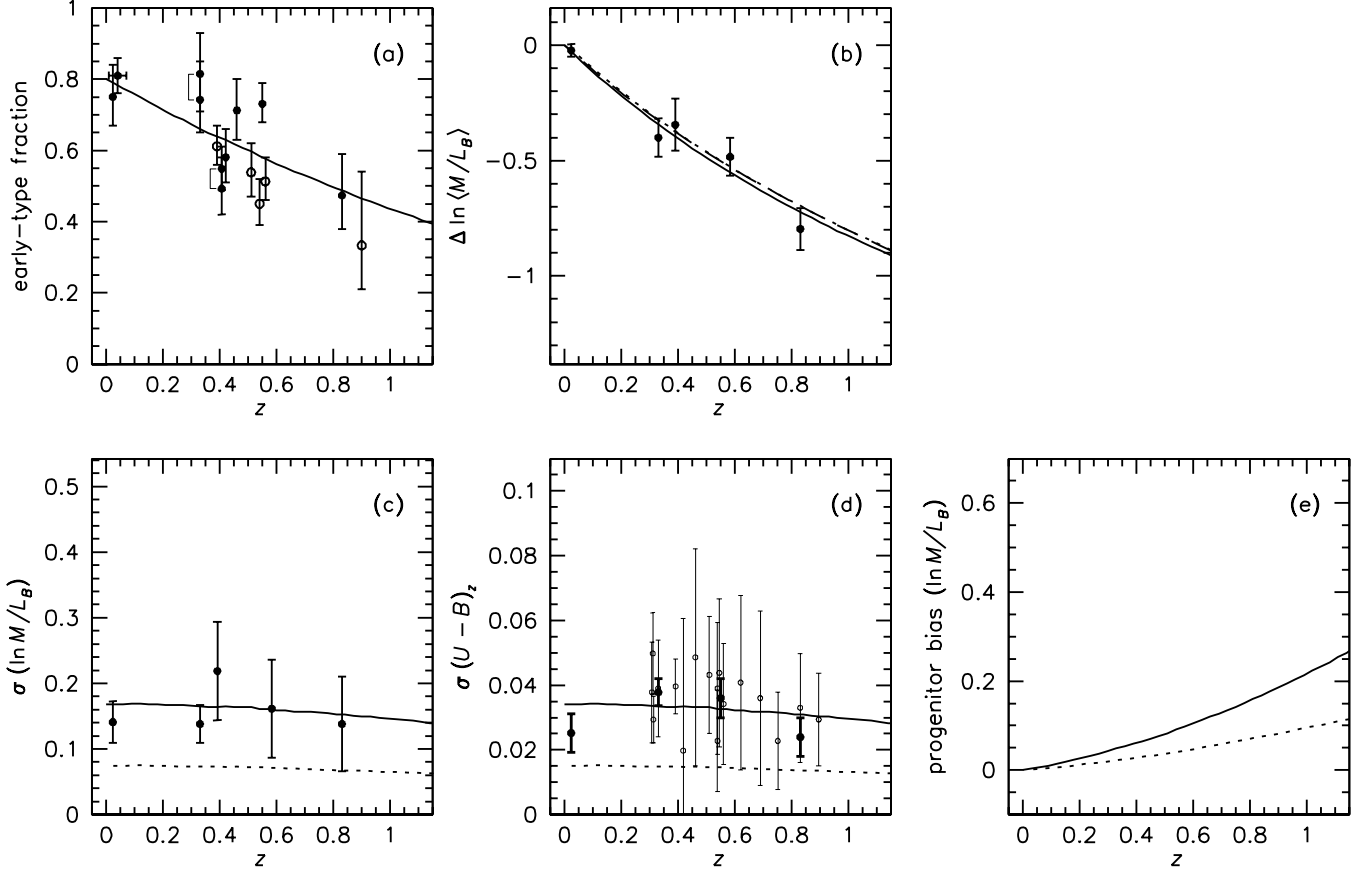 (a)
early−type fraction
1
0.8
0.6
0.4
0.2
0
0 0.2 0.4 0.6 0.8 1
z
(b)
Δ ln ⟨M/L_B⟩
0
−0.5
−1
0 0.2 0.4 0.6 0.8 1
z
(c)
σ (ln M/L_B)
0.5
0.4
0.3
0.2
0.1
0
0 0.2 0.4 0.6 0.8 1
z
(d)
σ (U − B)_z
0.1
0.08
0.06
0.04
0.02
0
0 0.2 0.4 0.6 0.8 1
z
(e)
progenitor bias (ln M/L_B)
0.6
0.4
0.2
0
0 0.2 0.4 0.6 0.8 1
z